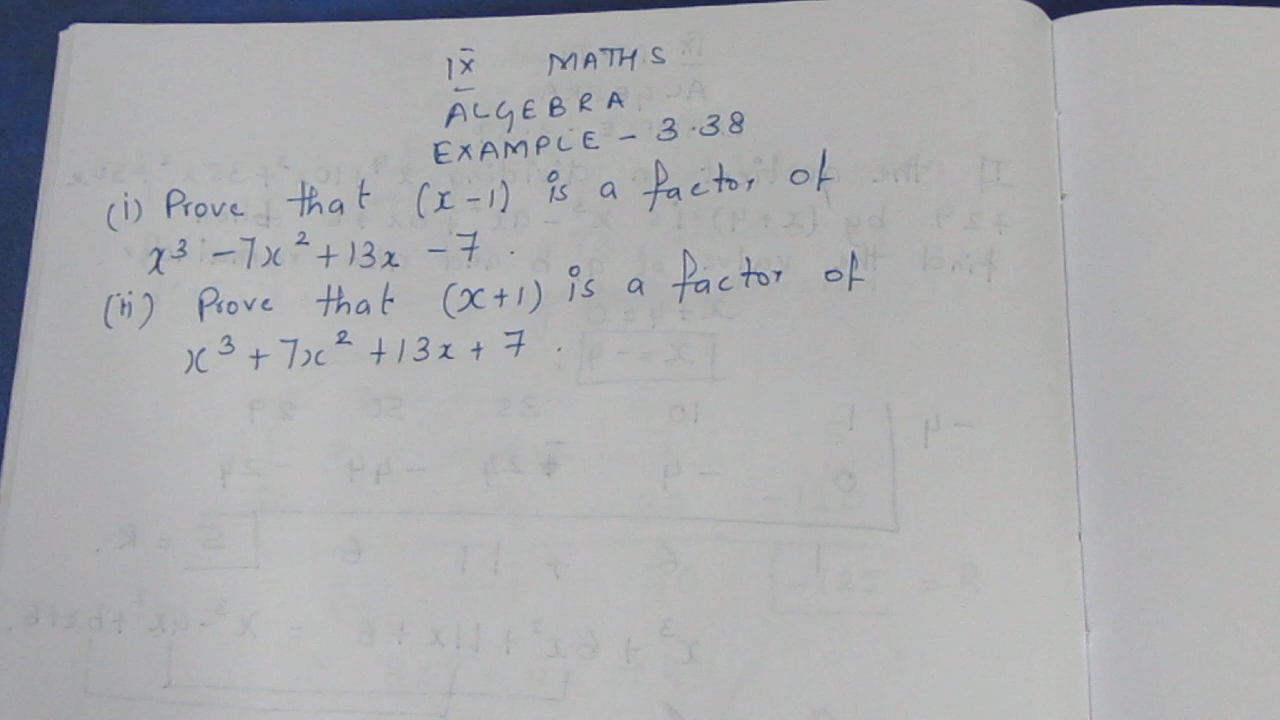 IX MATHS
ALGEBRA
EXAMPLE - 3.38
(i) Prove that (x-1) is a factor of
x³ - 7x² + 13x - 7.
(ii) Prove that (x+1) is a factor of
x³ + 7x² + 13x + 7.